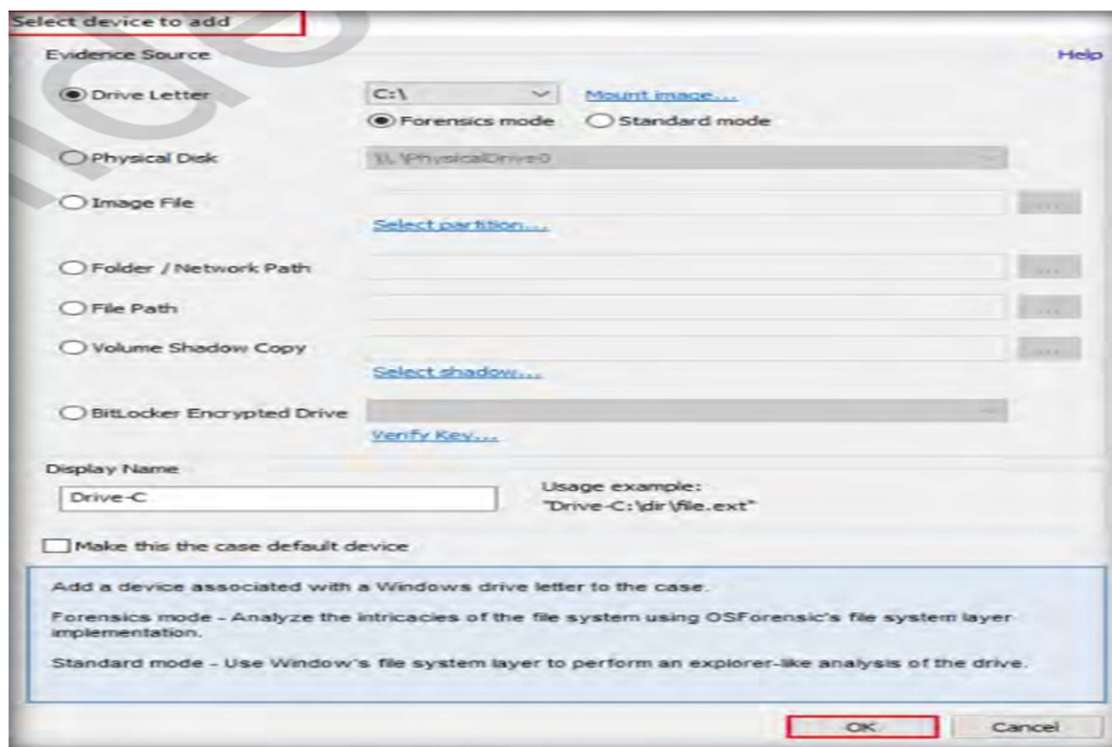 Select device to add
Evidence Source
Help
Drive Letter
C:\
Mount image...
Forensics mode
Standard mode
Physical Disk
\\.\PhysicalDrive0
Image File
...
Select partition...
Folder / Network Path
...
File Path
...
Volume Shadow Copy
...
Select shadow...
BitLocker Encrypted Drive
Verify Key...
Display Name
Drive-C
Usage example:
"Drive-C:\dir\file.ext"
Make this the case default device
Add a device associated with a Windows drive letter to the case.
Forensics mode - Analyze the intricacies of the file system using OSForensic's file system layer
implementation.
Standard mode - Use Window's file system layer to perform an explorer-like analysis of the drive.
OK
Cancel